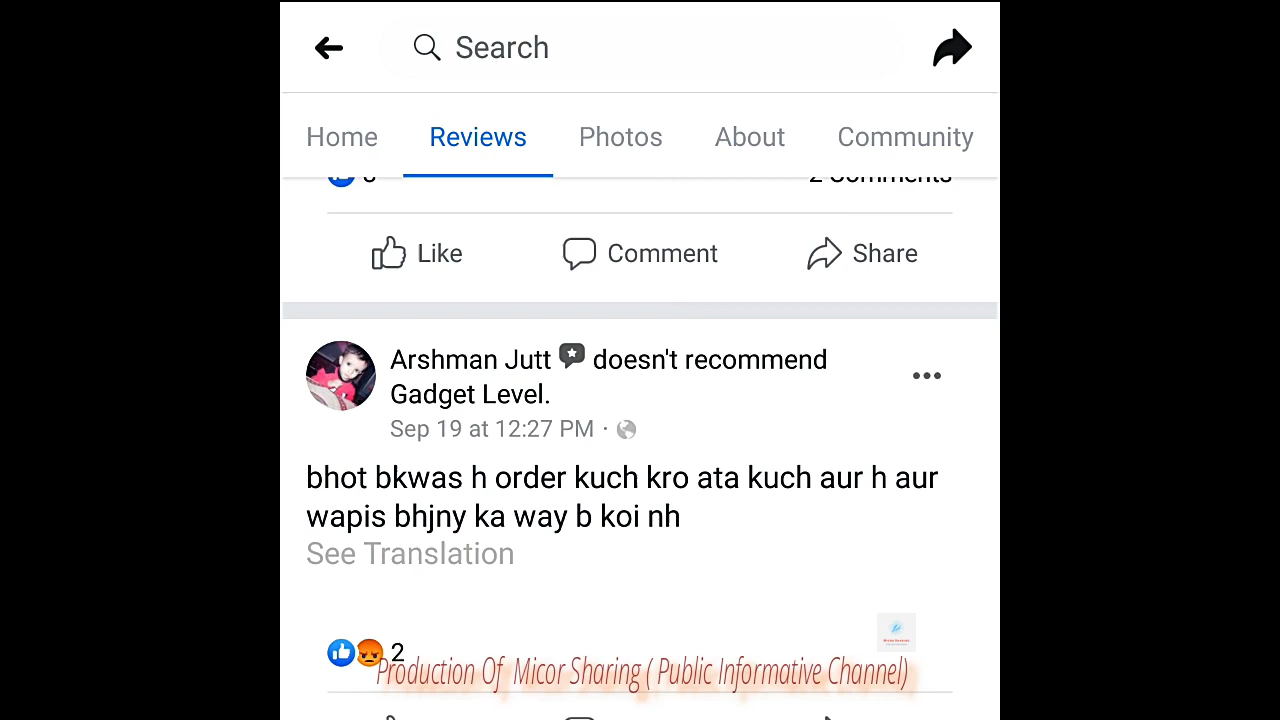 Search
Home Reviews Photos About Community
2 Comments
Like Comment Share
Arshman Jutt doesn't recommend
Gadget Level.
Sep 19 at 12:27 PM ·
bhot bkwas h order kuch kro ata kuch aur h aur
wapis bhjny ka way b koi nh
See Translation
2
Production Of Micor Sharing ( Public Informative Channel)